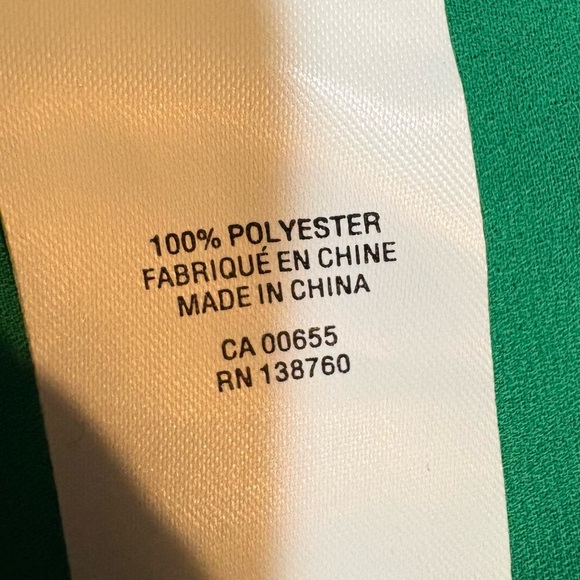 100% POLYESTER
FABRIQUÉ EN CHINE
MADE IN CHINA
CA 00655
RN 138760